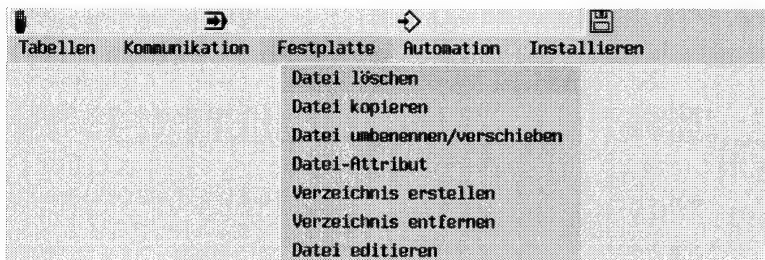 Tabellen Kommunikation Festplatte Automation Installieren
Datei löschen
Datei kopieren
Datei umbenennen/verschieben
Datei-Attribut
Verzeichnis erstellen
Verzeichnis entfernen
Datei editieren